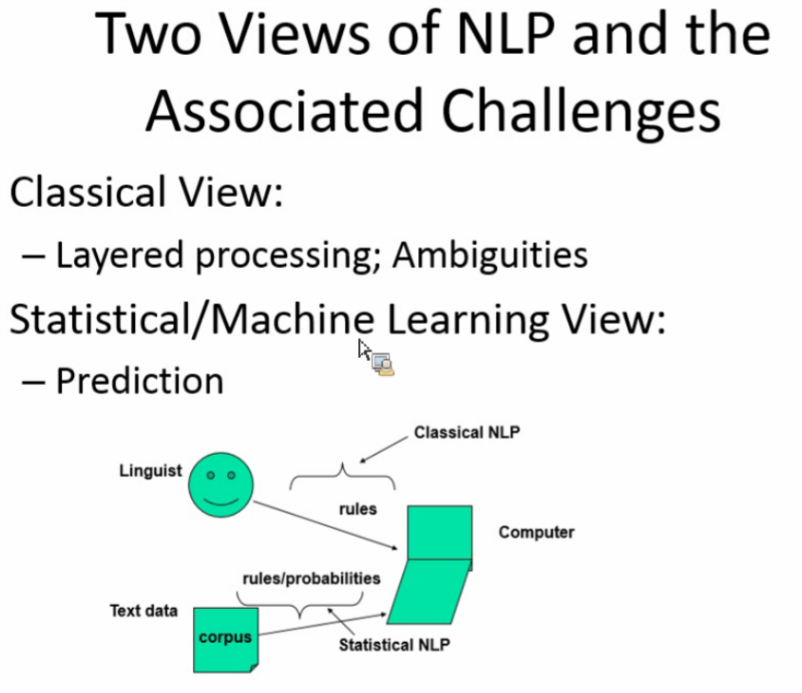 Two Views of NLP and the
Associated Challenges
Classical View:
– Layered processing; Ambiguities
Statistical/Machine Learning View:
– Prediction
Classical NLP
Linguist
rules
Computer
rules/probabilities
Text data
corpus
Statistical NLP